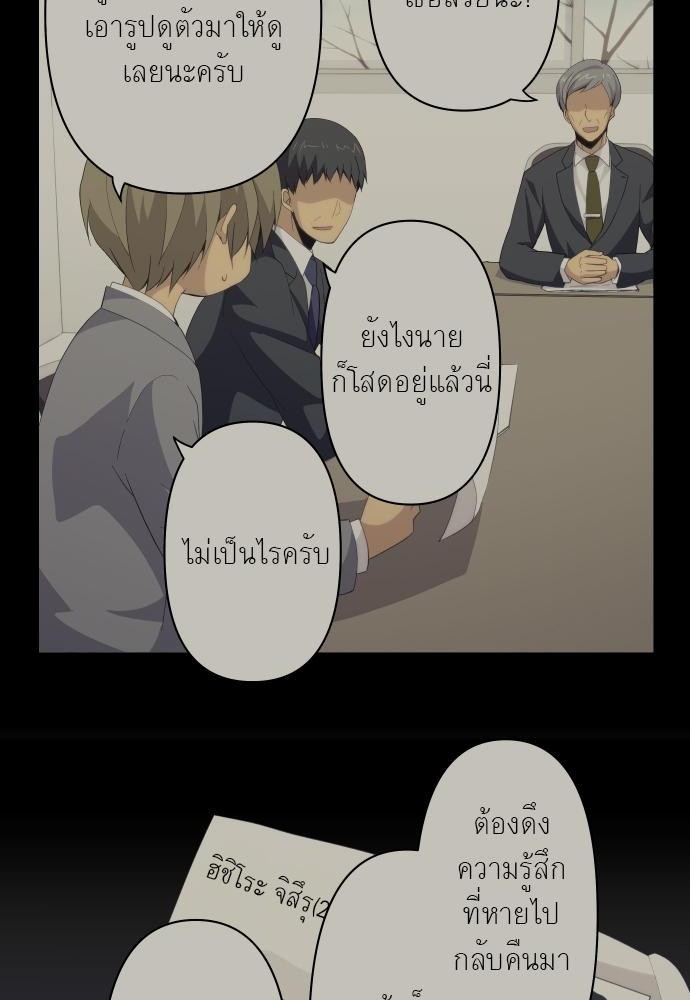 เอารูปดูตัวมาให้ดู
เลยนะครับ
ยังไงนาย
ก็โสดอยู่แล้วนี่
ไม่เป็นไรครับ
ต้องดึง
ความรู้สึก
ที่หายไป
กลับคืนมา
ฮิชิโระ จิสึรุ(2